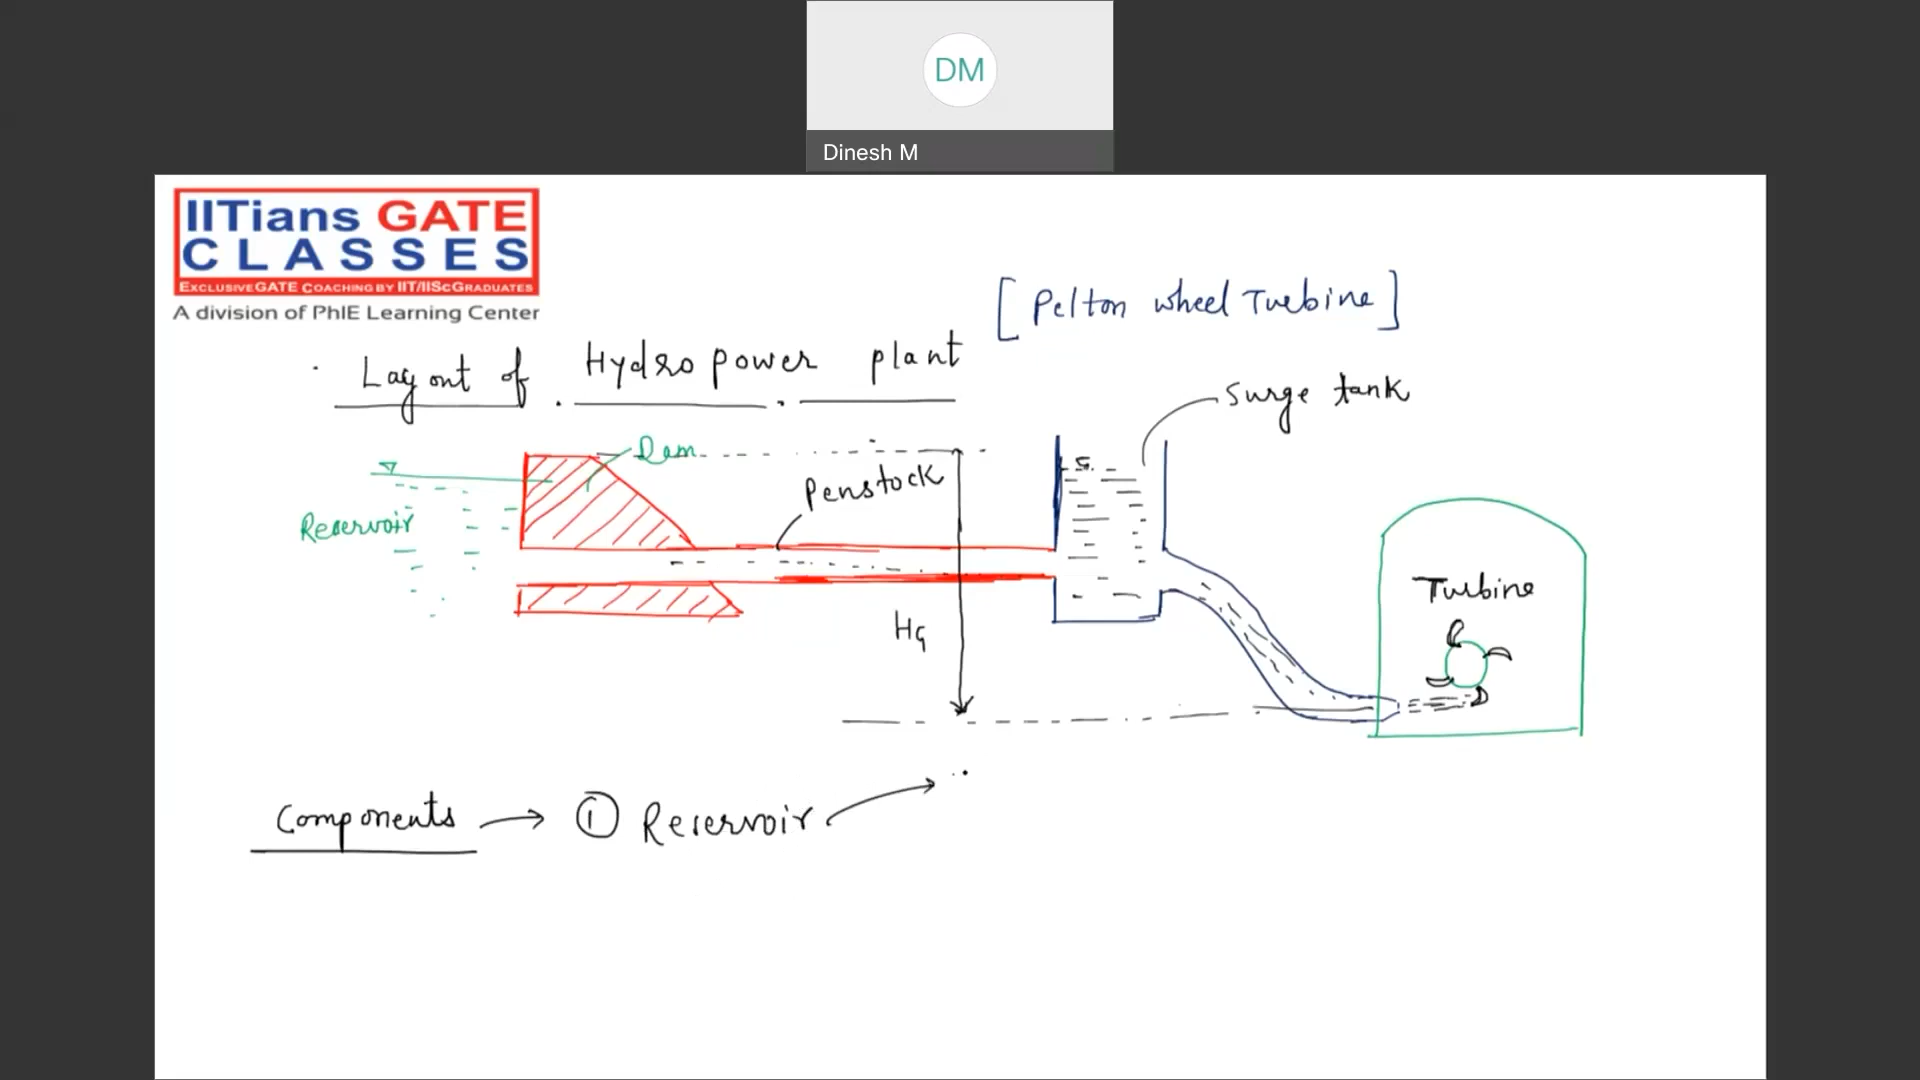 DM
Dinesh M
IITians GATE
CLASSES
EXCLUSIVE GATE COACHING BY IIT/IISc GRADUATES
A division of PhIE Learning Center
[Pelton wheel Turbine]
Layout of Hydro power plant
Surge tank
Dam
Penstock
Reservoir
Turbine
Hg
Components → ① Reservoir